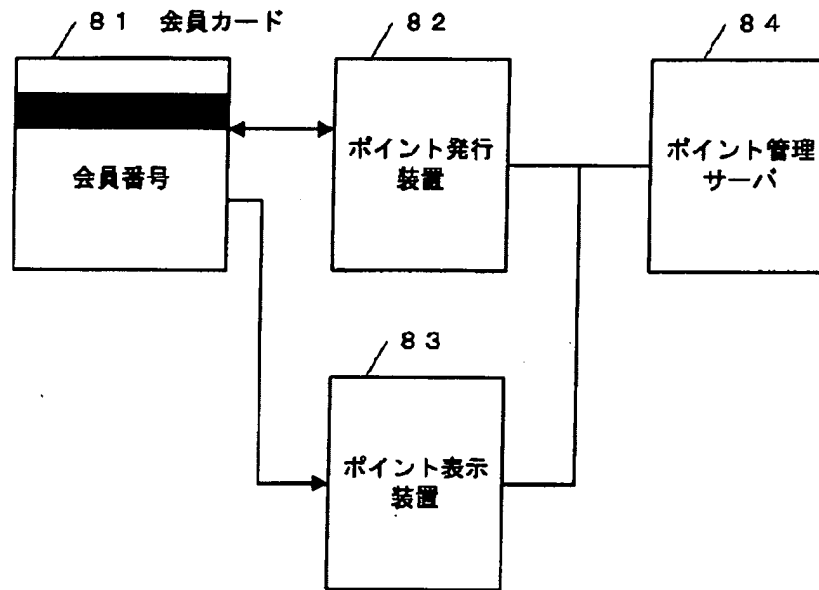 ８１ 会員カード
８２
８４
会員番号
ポイント発行
装置
ポイント管理
サーバ
８３
ポイント表示
装置